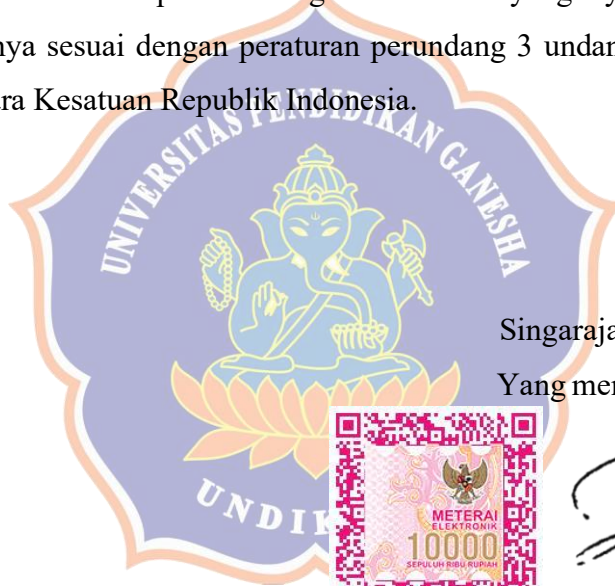 nya sesuai dengan peraturan perundang 3 undan
ara Kesatuan Republik Indonesia.
UNIVERSITAS PENDIDIKAN GANESHA
Singaraja
Yang men
UNDIK
METERAI
ELEKTRONIK
10000
SEPULUH RIBU RUPIAH